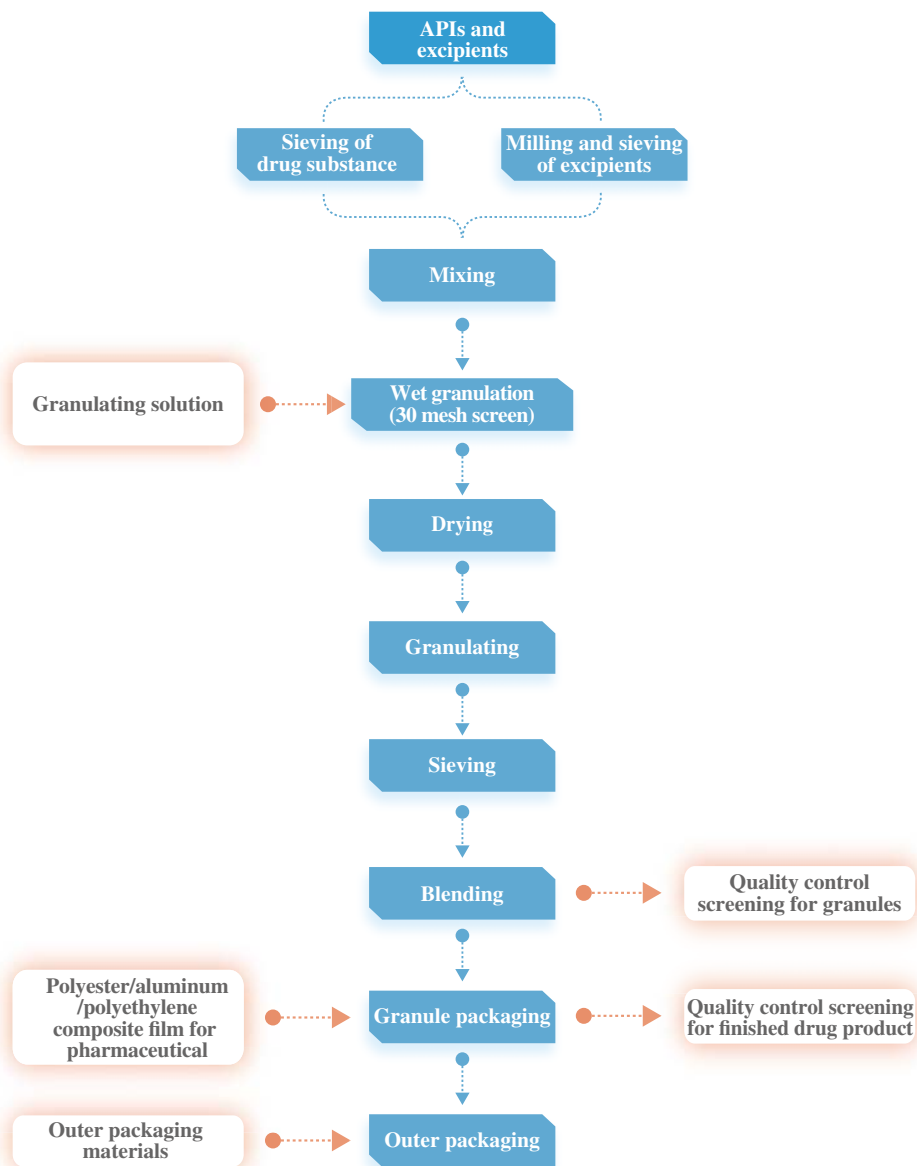 APIs and
excipients
Sieving of
drug substance
Milling and sieving
of excipients
Mixing
Granulating solution
Wet granulation
(30 mesh screen)
Drying
Granulating
Sieving
Blending
Quality control
screening for granules
Polyester/aluminum
/polyethylene
composite film for
pharmaceutical
Granule packaging
Quality control screening
for finished drug product
Outer packaging
materials
Outer packaging